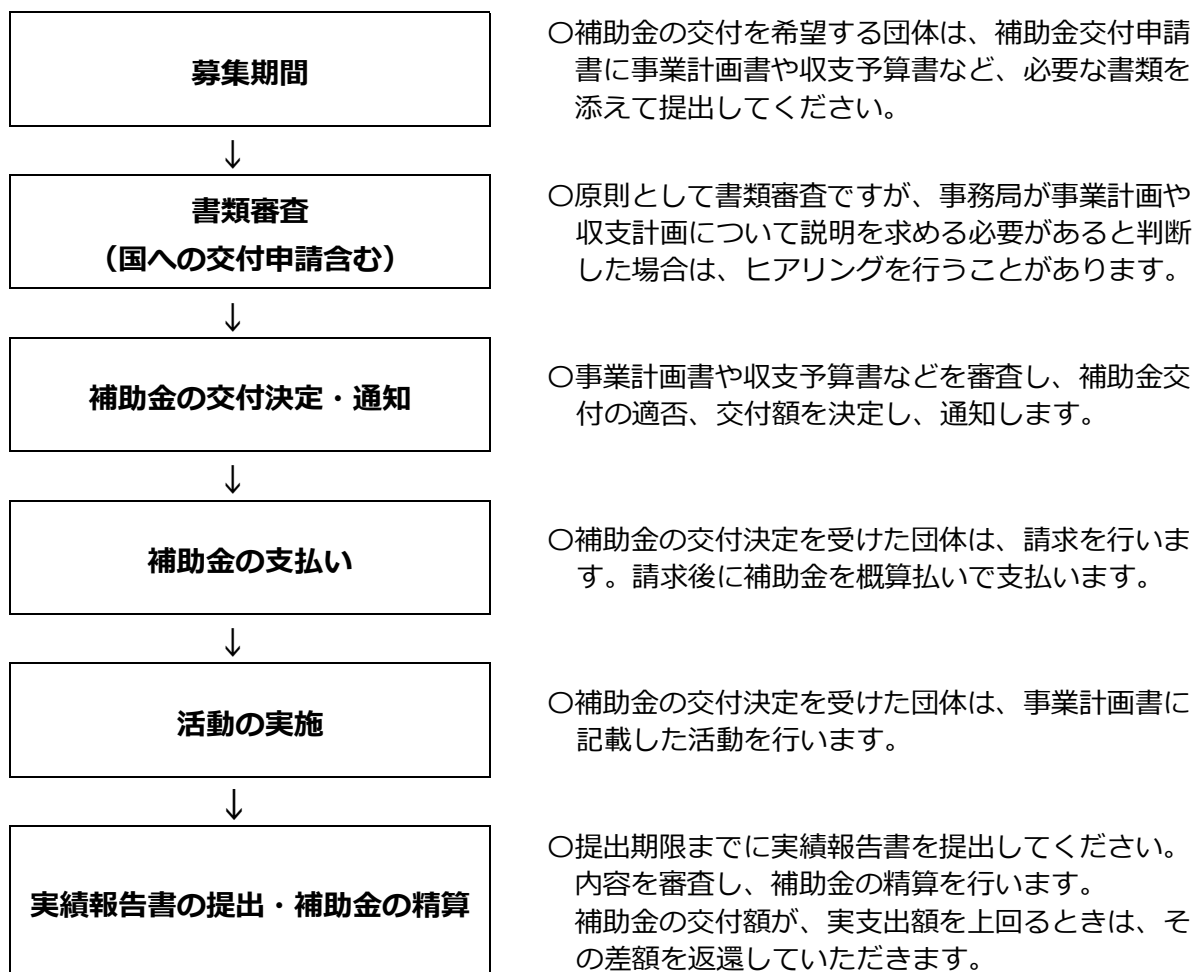 募集期間
〇補助金の交付を希望する団体は、補助金交付申請
書に事業計画書や収支予算書など、必要な書類を
添えて提出してください。
↓
書類審査
(国への交付申請含む)
〇原則として書類審査ですが、事務局が事業計画や
収支計画について説明を求める必要があると判断
した場合は、ヒアリングを行うことがあります。
↓
補助金の交付決定・通知
〇事業計画書や収支予算書などを審査し、補助金交
付の適否、交付額を決定し、通知します。
↓
補助金の支払い
〇補助金の交付決定を受けた団体は、請求を行いま
す。請求後に補助金を概算払いで支払います。
↓
活動の実施
〇補助金の交付決定を受けた団体は、事業計画書に
記載した活動を行います。
↓
実績報告書の提出・補助金の精算
〇提出期限までに実績報告書を提出してください。
内容を審査し、補助金の精算を行います。
補助金の交付額が、実支出額を上回るときは、そ
の差額を返還していただきます。